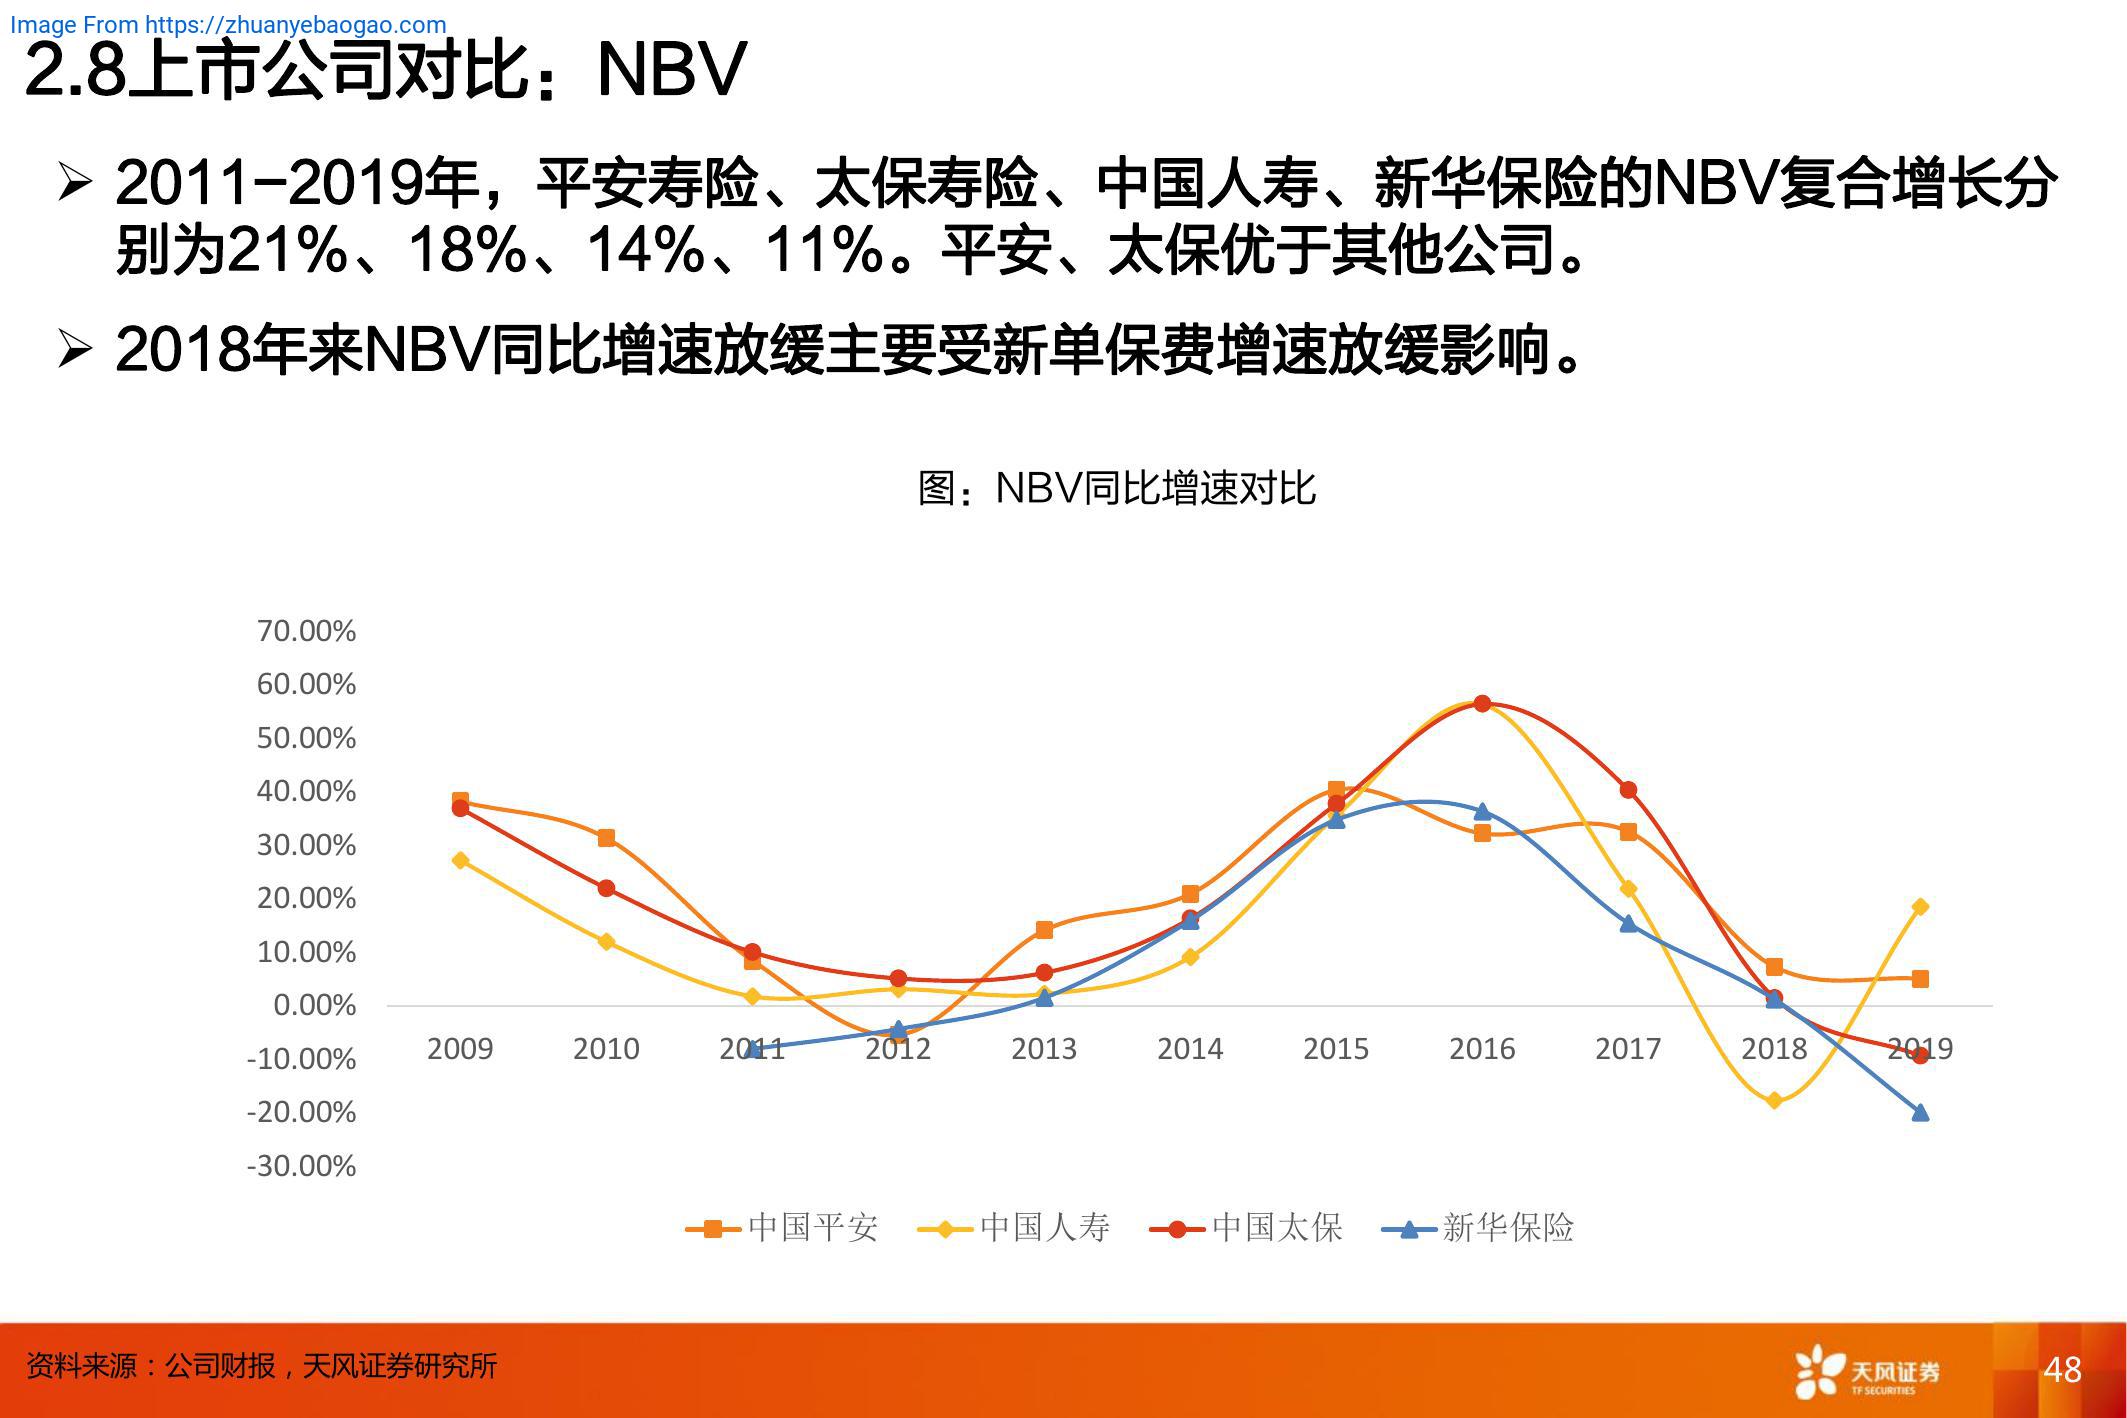 Image From https://zhuanyebaogao.com
2.8上市公司对比：NBV
➢ 2011-2019年，平安寿险、太保寿险、中国人寿、新华保险的NBV复合增长分
别为21%、18%、14%、11%。平安、太保优于其他公司。
➢ 2018年来NBV同比增速放缓主要受新单保费增速放缓影响。
图：NBV同比增速对比
70.00%
60.00%
50.00%
40.00%
30.00%
20.00%
10.00%
0.00%
-10.00%
-20.00%
-30.00%
2009 2010 2011 2012 2013 2014 2015 2016 2017 2018 2019
中国平安 中国人寿 中国太保 新华保险
资料来源：公司财报，天风证券研究所
天风证券
TF SECURITIES
48